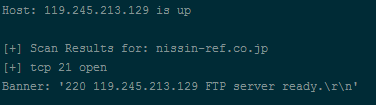 Host: 119.245.213.129 is up
[+] Scan Results for: nissin-ref.co.jp
[+] tcp 21 open
Banner: '220 119.245.213.129 FTP server ready.\r\n'